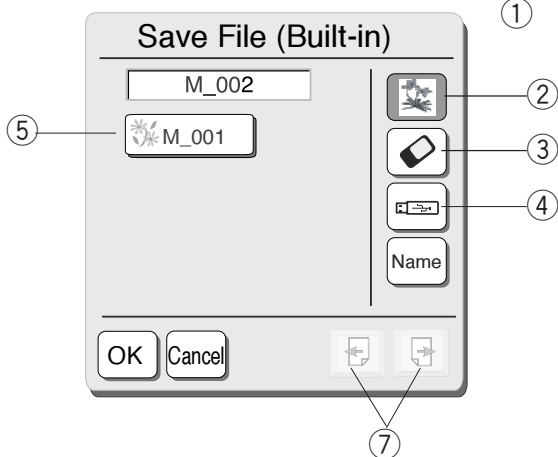 ①
Save File (Built-in)
M_002
②
⑤
M_001
③
④
Name
OK
Cancel
⑦